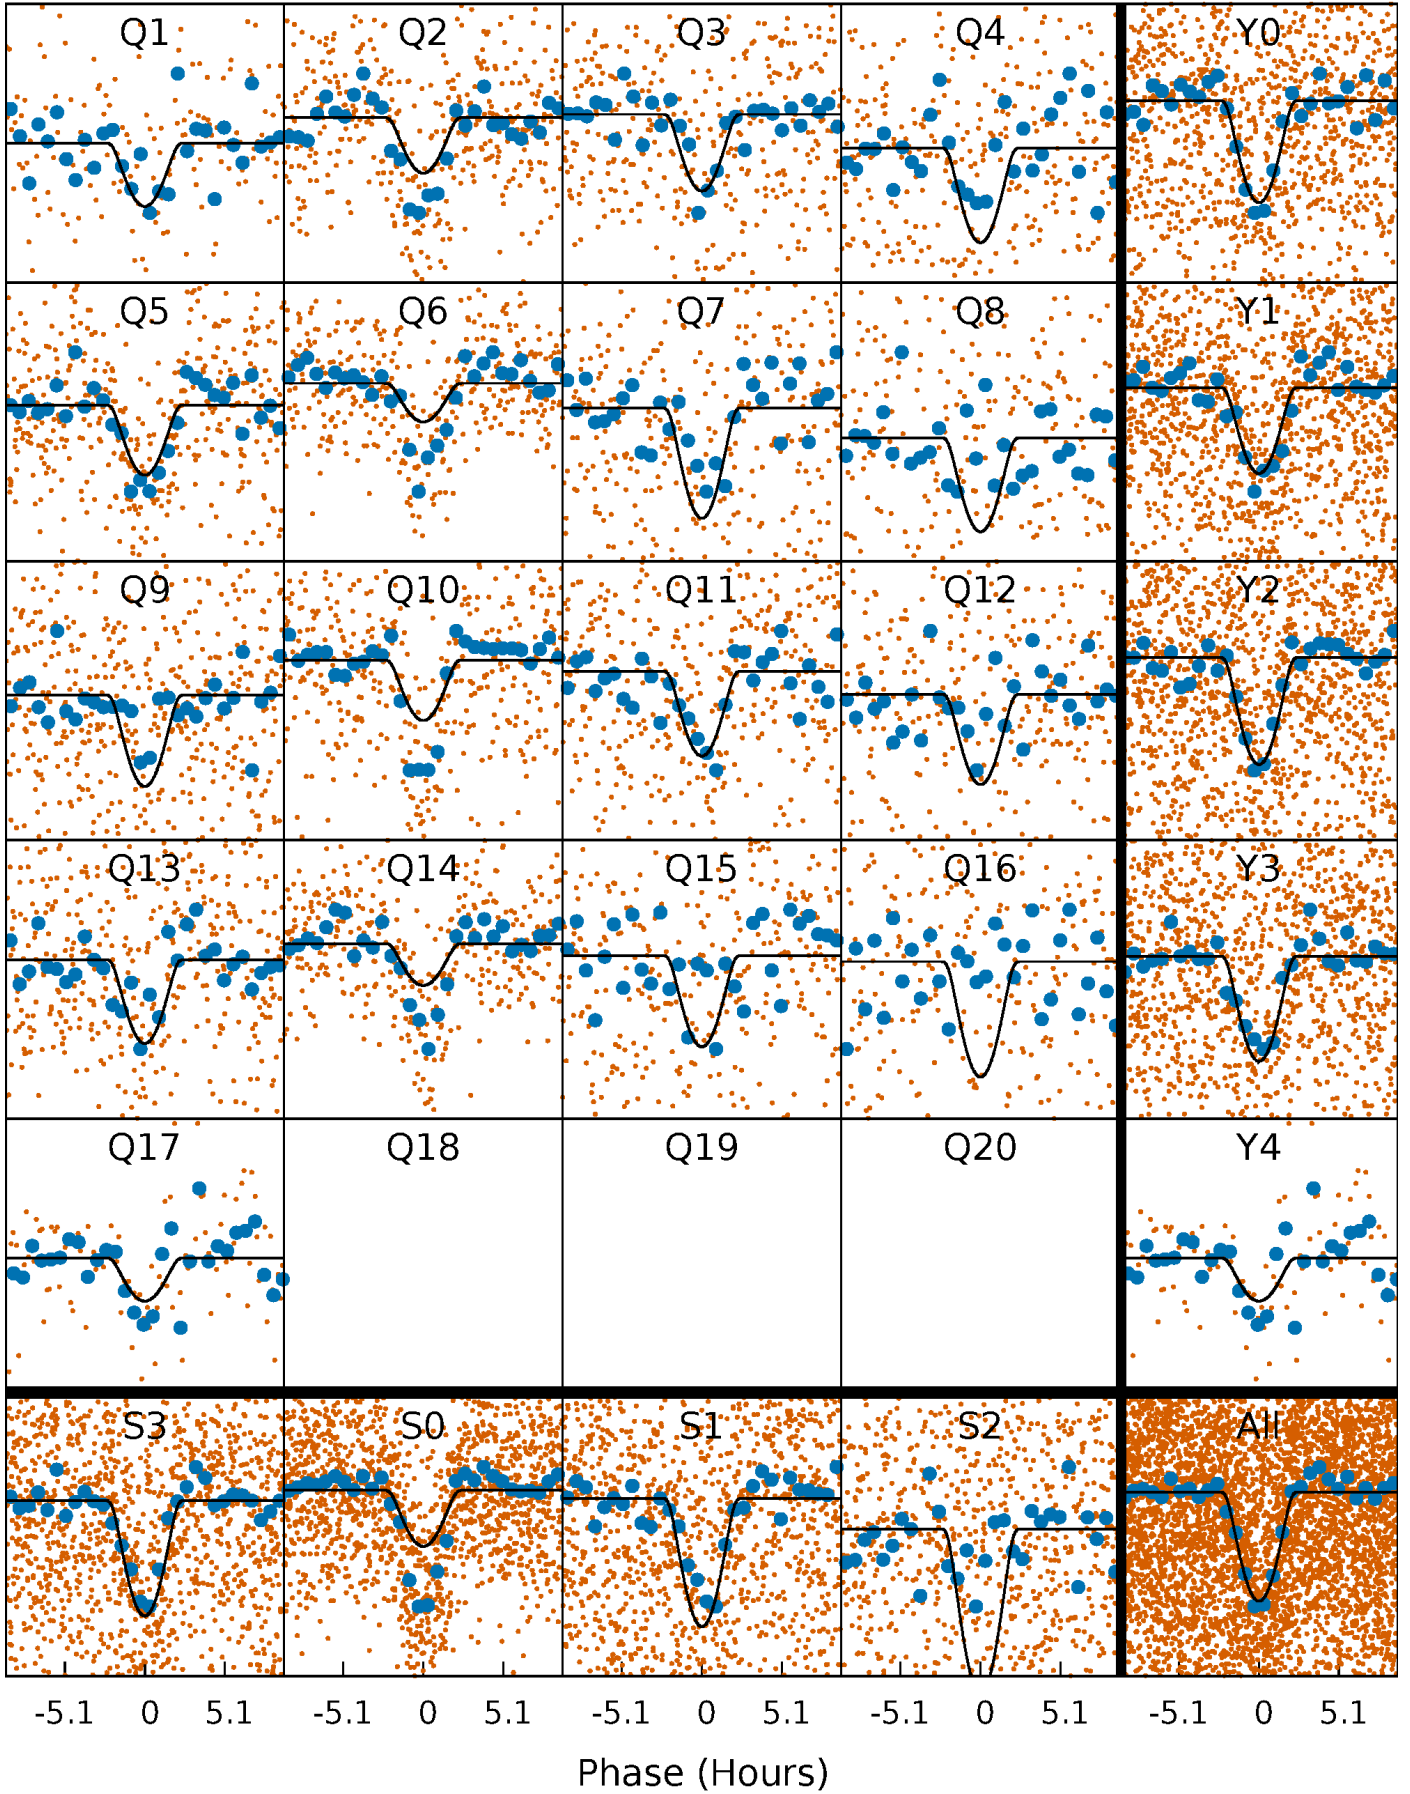 Q1 Q2 Q3 Q4 Y0
Q5 Q6 Q7 Q8 Y1
Q9 Q10 Q11 Q12 Y2
Q13 Q14 Q15 Q16 Y3
Q17 Q18 Q19 Q20 Y4
S3 S0 S1 S2 All
-5.1 0 5.1 -5.1 0 5.1 -5.1 0 5.1 -5.1 0 5.1 -5.1 0 5.1
Phase (Hours)